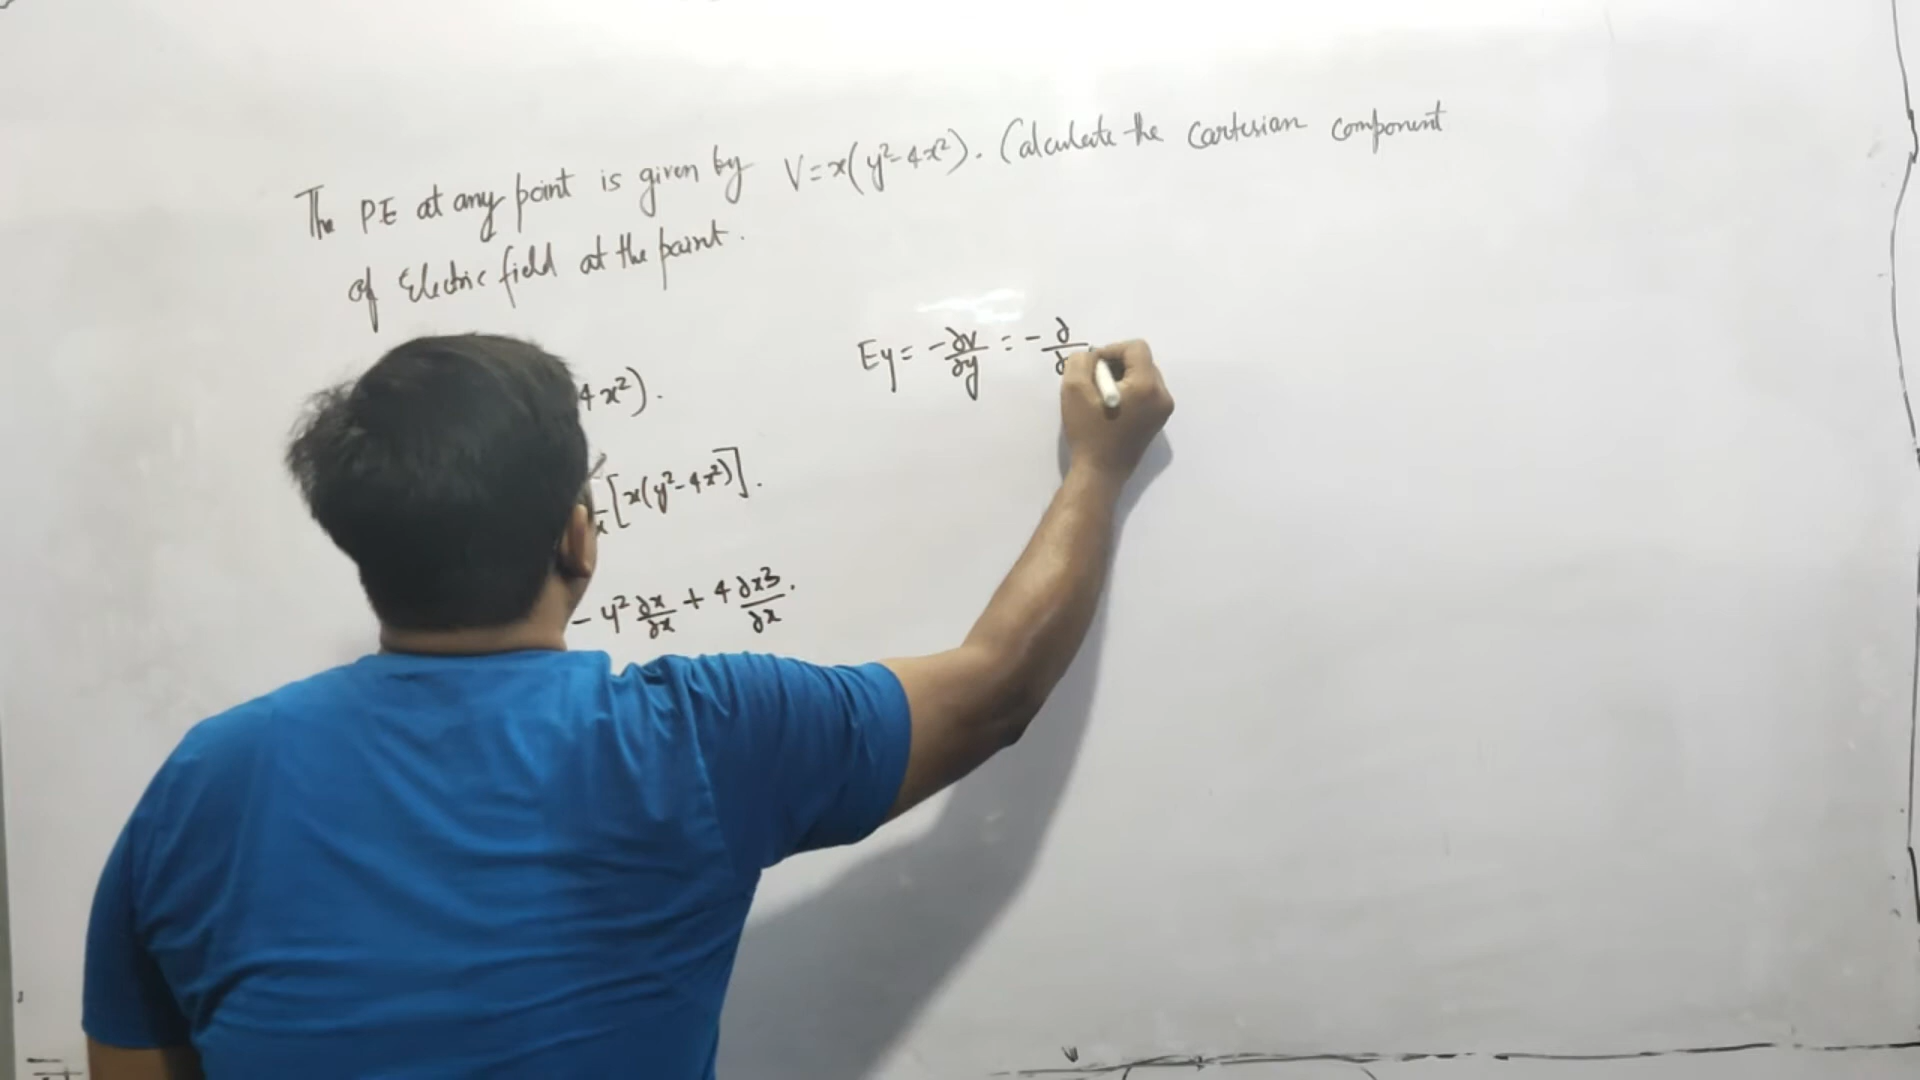 The PE at any point is given by V=x(y²-4x²). Calculate the Cartesian component
of Electric field at the point.
4x²).
[x(y²-4x²)].
- y² ∂x/∂x + 4 ∂x³/∂x.
Ey = -∂v/∂y = -∂/∂